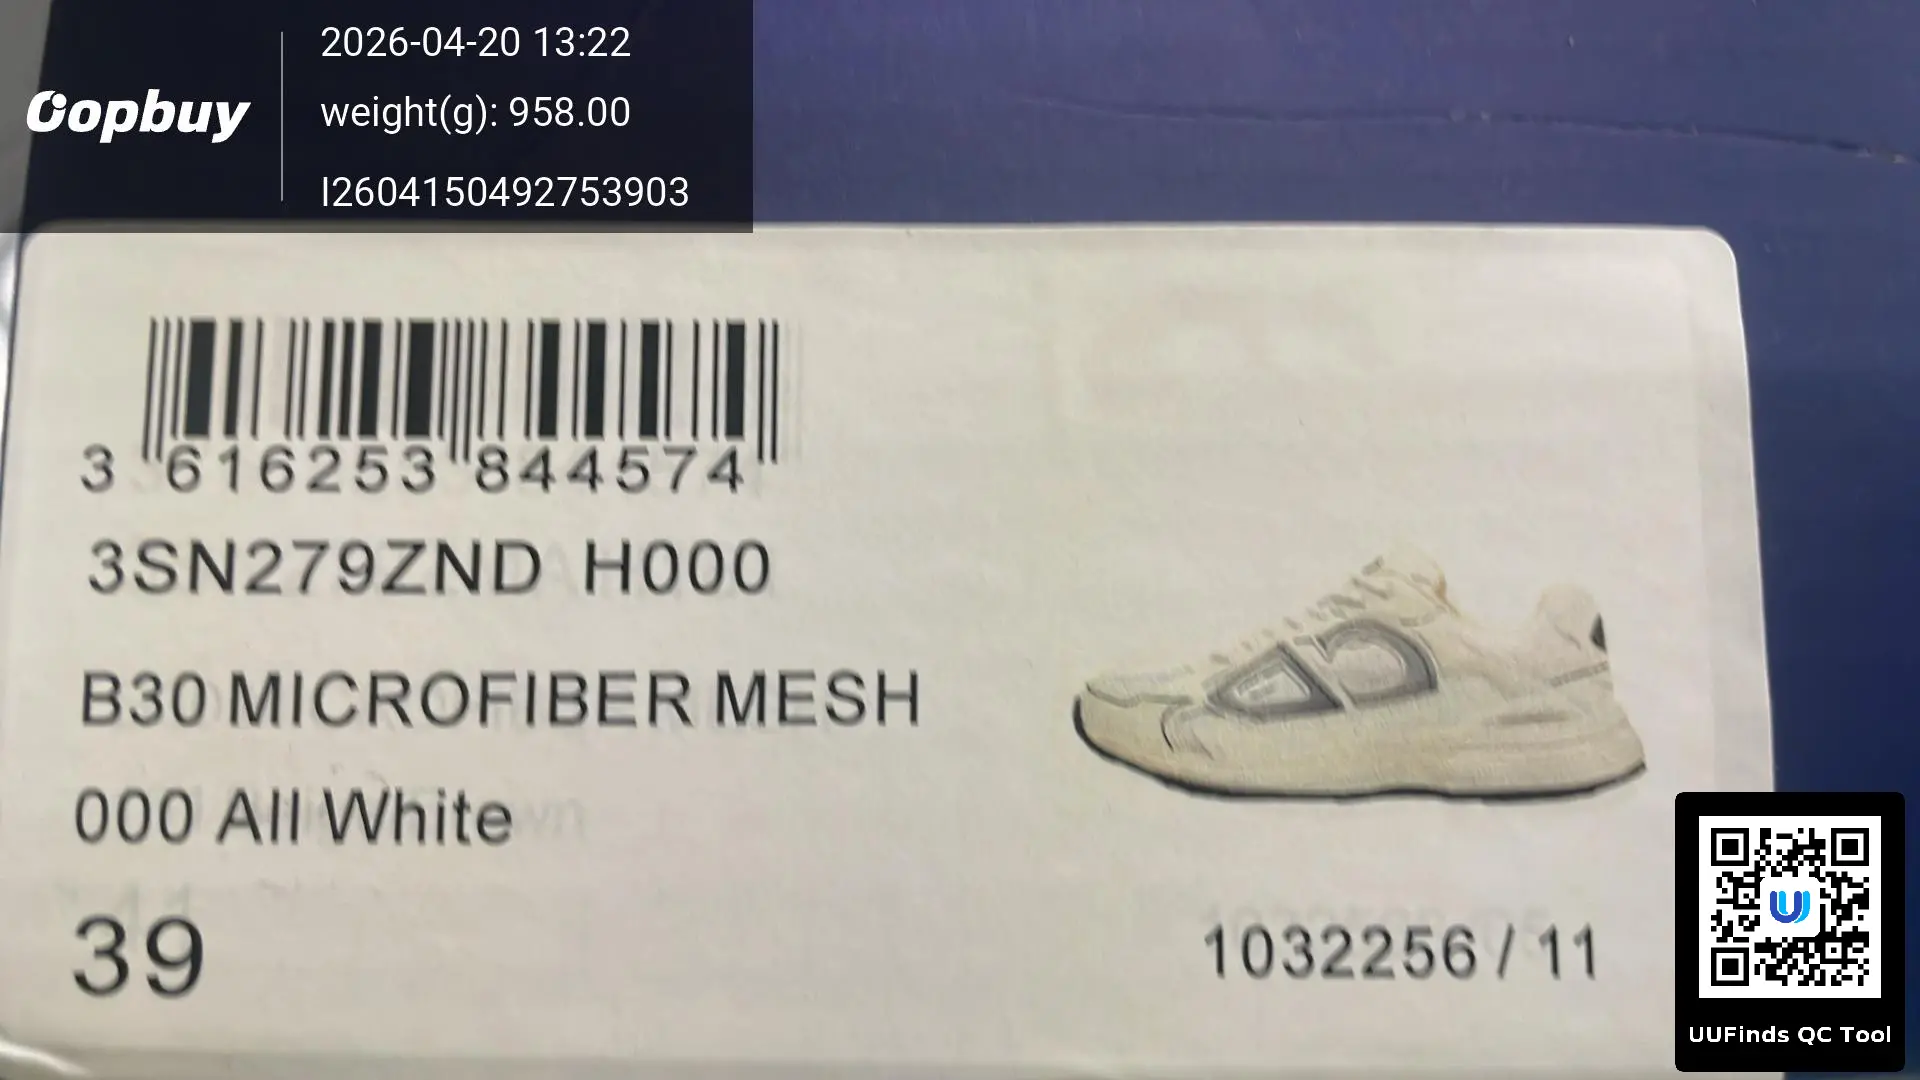 Oopbuy
2026-04-20 13:22
weight(g): 958.00
I2604150492753903
3 616253 844574
3SN279ZND H000
B30 MICROFIBER MESH
000 All White
39
1032256 / 11
UUFinds QC Tool